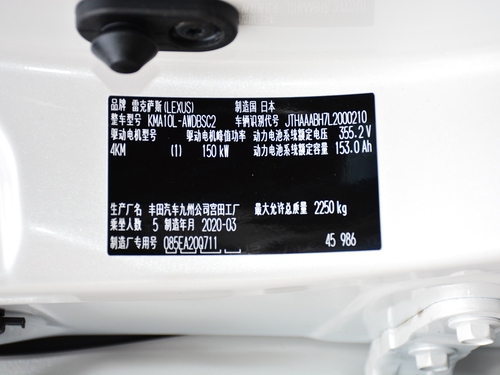 品牌 雷克萨斯(LEXUS) 制造国 日本
整车型号 KMA10L-AWDBSC2 车辆识别代号 JTHAAABH7L2000210
驱动电机型号 驱动电机峰值功率 动力电池系统额定电压 355.2V
4KM (1) 150kW 动力电池系统额定容量 153.0Ah
生产厂名 丰田汽车九州公司宫田工厂 最大允许总质量 2250kg
乘坐人数 5 制造年月 2020-03
制造厂专用号 085EA200711 45 986